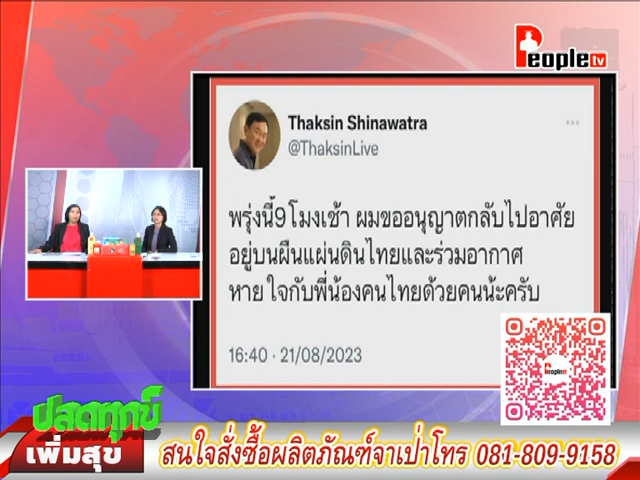 People tv
Thaksin Shinawatra
@ThaksinLive
พรุ่งนี้9โมงเช้า ผมขออนุญาตกลับไปอาศัย
อยู่บนผืนแผ่นดินไทยและร่วมอากาศ
หายใจกับพี่น้องคนไทยด้วยคนนะครับ
16:40 · 21/08/2023
People tv
ปลดทุกข์
เพิ่มสุข
สนใจสั่งซื้อผลิตภัณฑ์จาเป่าโทร 081-809-9158